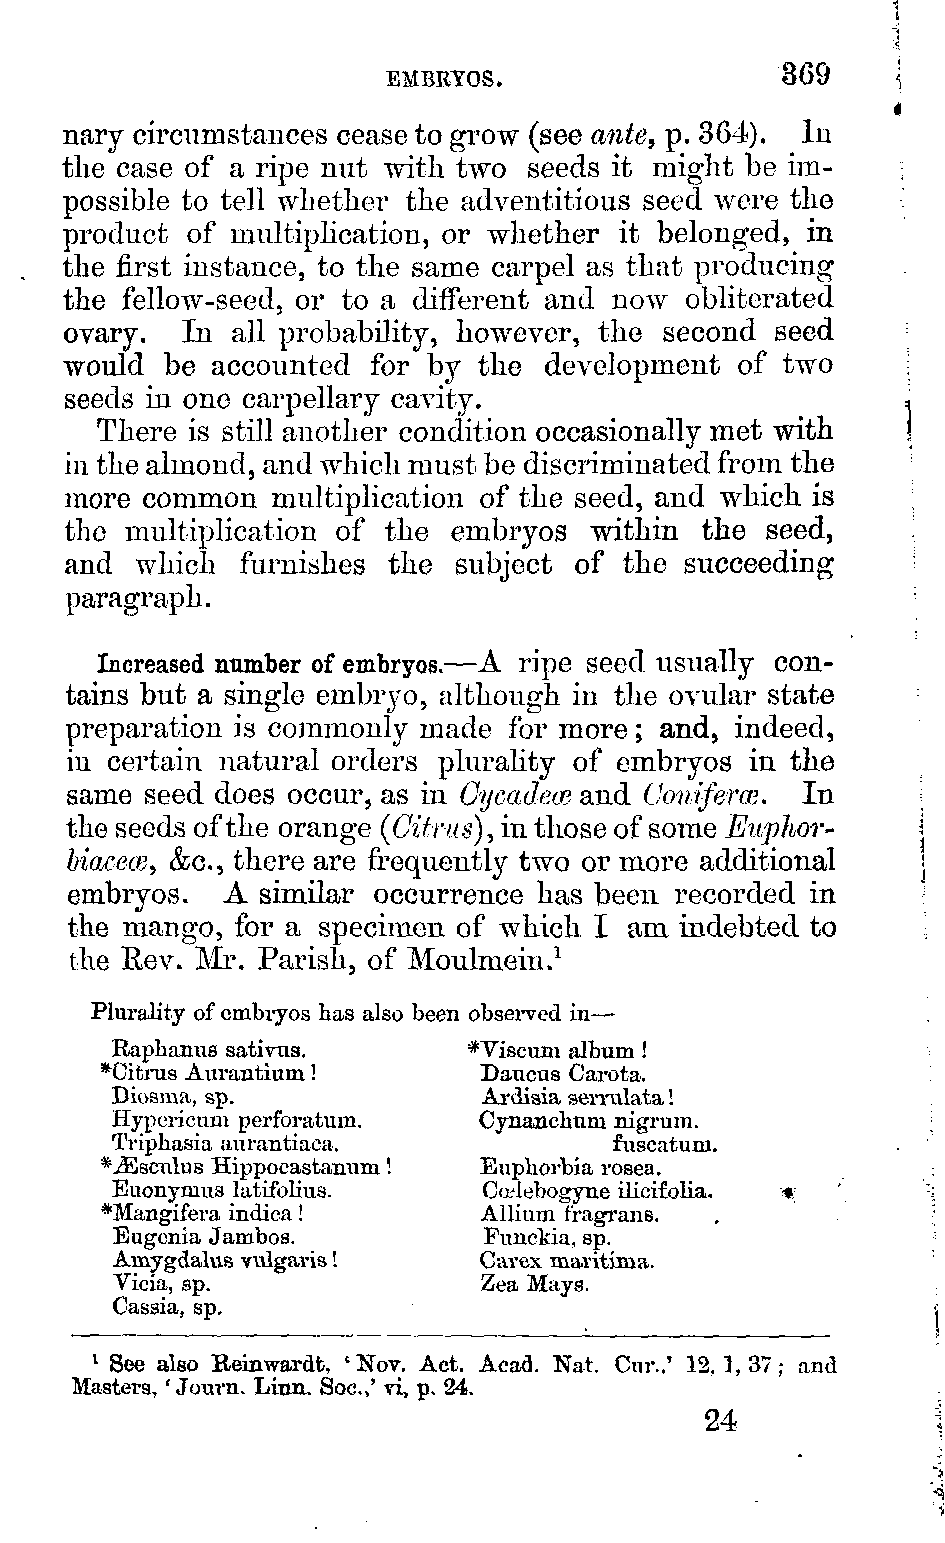 EMBRYOS. 369
nary circumstances cease to grow (see ante, p. 364). In
the case of a ripe nut with two seeds it might be im-
possible to tell whether the adventitious seed were the
product of multiplication, or whether it belonged, in
the first instance, to the same carpel as that producing
the fellow-seed, or to a different and now obliterated
ovary. In all probability, however, the second seed
would be accounted for by the development of two
seeds in one carpellary cavity.
There is still another condition occasionally met with
in the almond, and which must be discriminated from the
more common multiplication of the seed, and which is
the multiplication of the embryos within the seed,
and which furnishes the subject of the succeeding
paragraph.
Increased number of embryos.—A ripe seed usually con-
tains but a single embryo, although in the ovular state
preparation is commonly made for more; and, indeed,
in certain natural orders plurality of embryos in the
same seed does occur, as in Cycadeæ and Coniferæ. In
the seeds of the orange (Citrus), in those of some Euphor-
biaceæ, &c., there are frequently two or more additional
embryos. A similar occurrence has been recorded in
the mango, for a specimen of which I am indebted to
the Rev. Mr. Parish, of Moulmein.¹
Plurality of embryos has also been observed in—
Raphanus sativus.
*Citrus Aurantium!
Diosma, sp.
Hypericum perforatum.
Triphasia aurantiaca.
*Æsculus Hippocastanum!
Euonymus latifolius.
*Mangifera indica!
Eugenia Jambos.
Amygdalus vulgaris!
Vicia, sp.
Cassia, sp.
*Viscum album!
Daucus Carota.
Ardisia serrulata!
Cynanchum nigrum.
fuscatum.
Euphorbia rosea.
Cœlebogyne ilicifolia.
Allium fragrans.
Funckia, sp.
Carex maritima.
Zea Mays.
¹ See also Reinwardt, 'Nov. Act. Acad. Nat. Cur.,' 12, 1, 37; and
Masters, 'Journ. Linn. Soc.,' vi, p. 24.
24